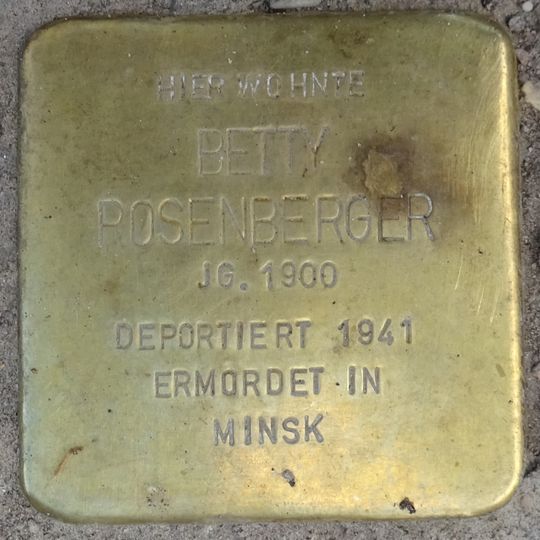 HIER WOHNTE
BETTY
ROSENBERGER
JG. 1900
DEPORTIERT 1941
ERMORDET IN
MINSK